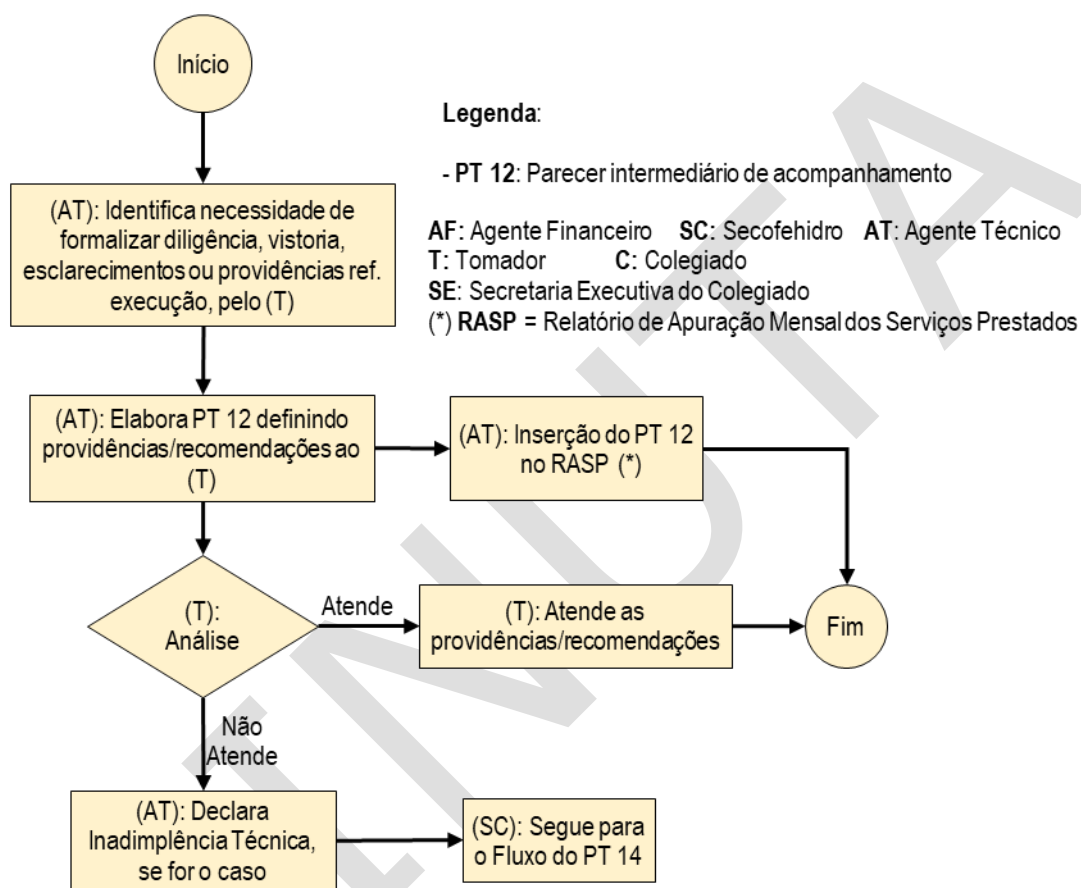 Início
Legenda:
- PT 12: Parecer intermediário de acompanhamento
AF: Agente Financeiro SC: Secofehidro AT: Agente Técnico
T: Tomador C: Colegiado
SE: Secretaria Executiva do Colegiado
(*) RASP = Relatório de Apuração Mensal dos Serviços Prestados
(AT): Identifica necessidade de
formalizar diligência, vistoria,
esclarecimentos ou providências ref.
execução, pelo (T)
(AT): Elabora PT 12 definindo
providências/recomendações ao
(T)
(AT): Inserção do PT 12
no RASP (*)
(T):
Análise
Atende
(T): Atende as
providências/recomendações
Fim
Não
Atende
(AT): Declara
Inadimplência Técnica,
se for o caso
(SC): Segue para
o Fluxo do PT 14
INUTA